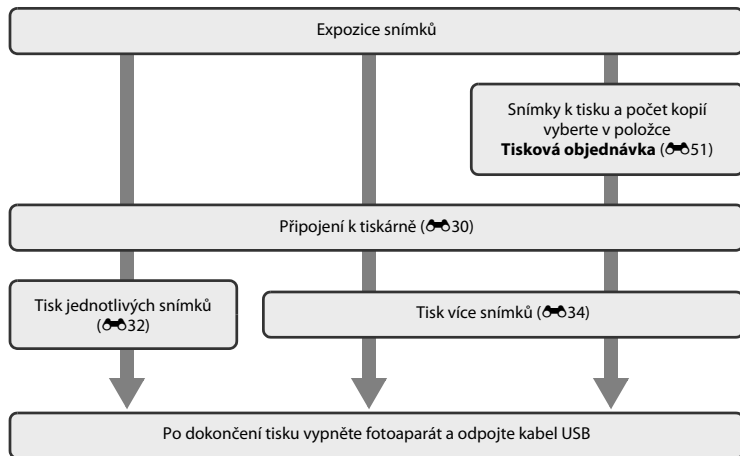 Expozice snímků
Snímky k tisku a počet kopií
vyberte v položce
Tisková objednávka (51)
Připojení k tiskárně (30)
Tisk jednotlivých snímků
(32)
Tisk více snímků (34)
Po dokončení tisku vypněte fotoaparát a odpojte kabel USB